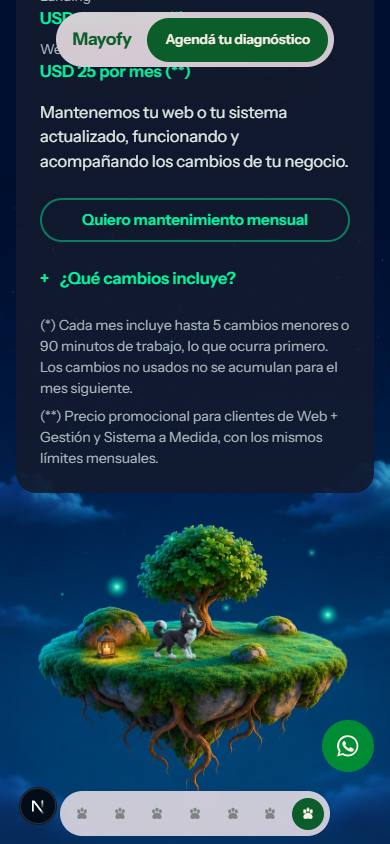 USD
Mayofy
Agendá tu diagnóstico
USD 25 por mes (**)
Mantenemos tu web o tu sistema
actualizado, funcionando y
acompañando los cambios de tu negocio.
Quiero mantenimiento mensual
+ ¿Qué cambios incluye?
(*) Cada mes incluye hasta 5 cambios menores o
90 minutos de trabajo, lo que ocurra primero.
Los cambios no usados no se acumulan para el
mes siguiente.
(**) Precio promocional para clientes de Web +
Gestión y Sistema a Medida, con los mismos
límites mensuales.
N